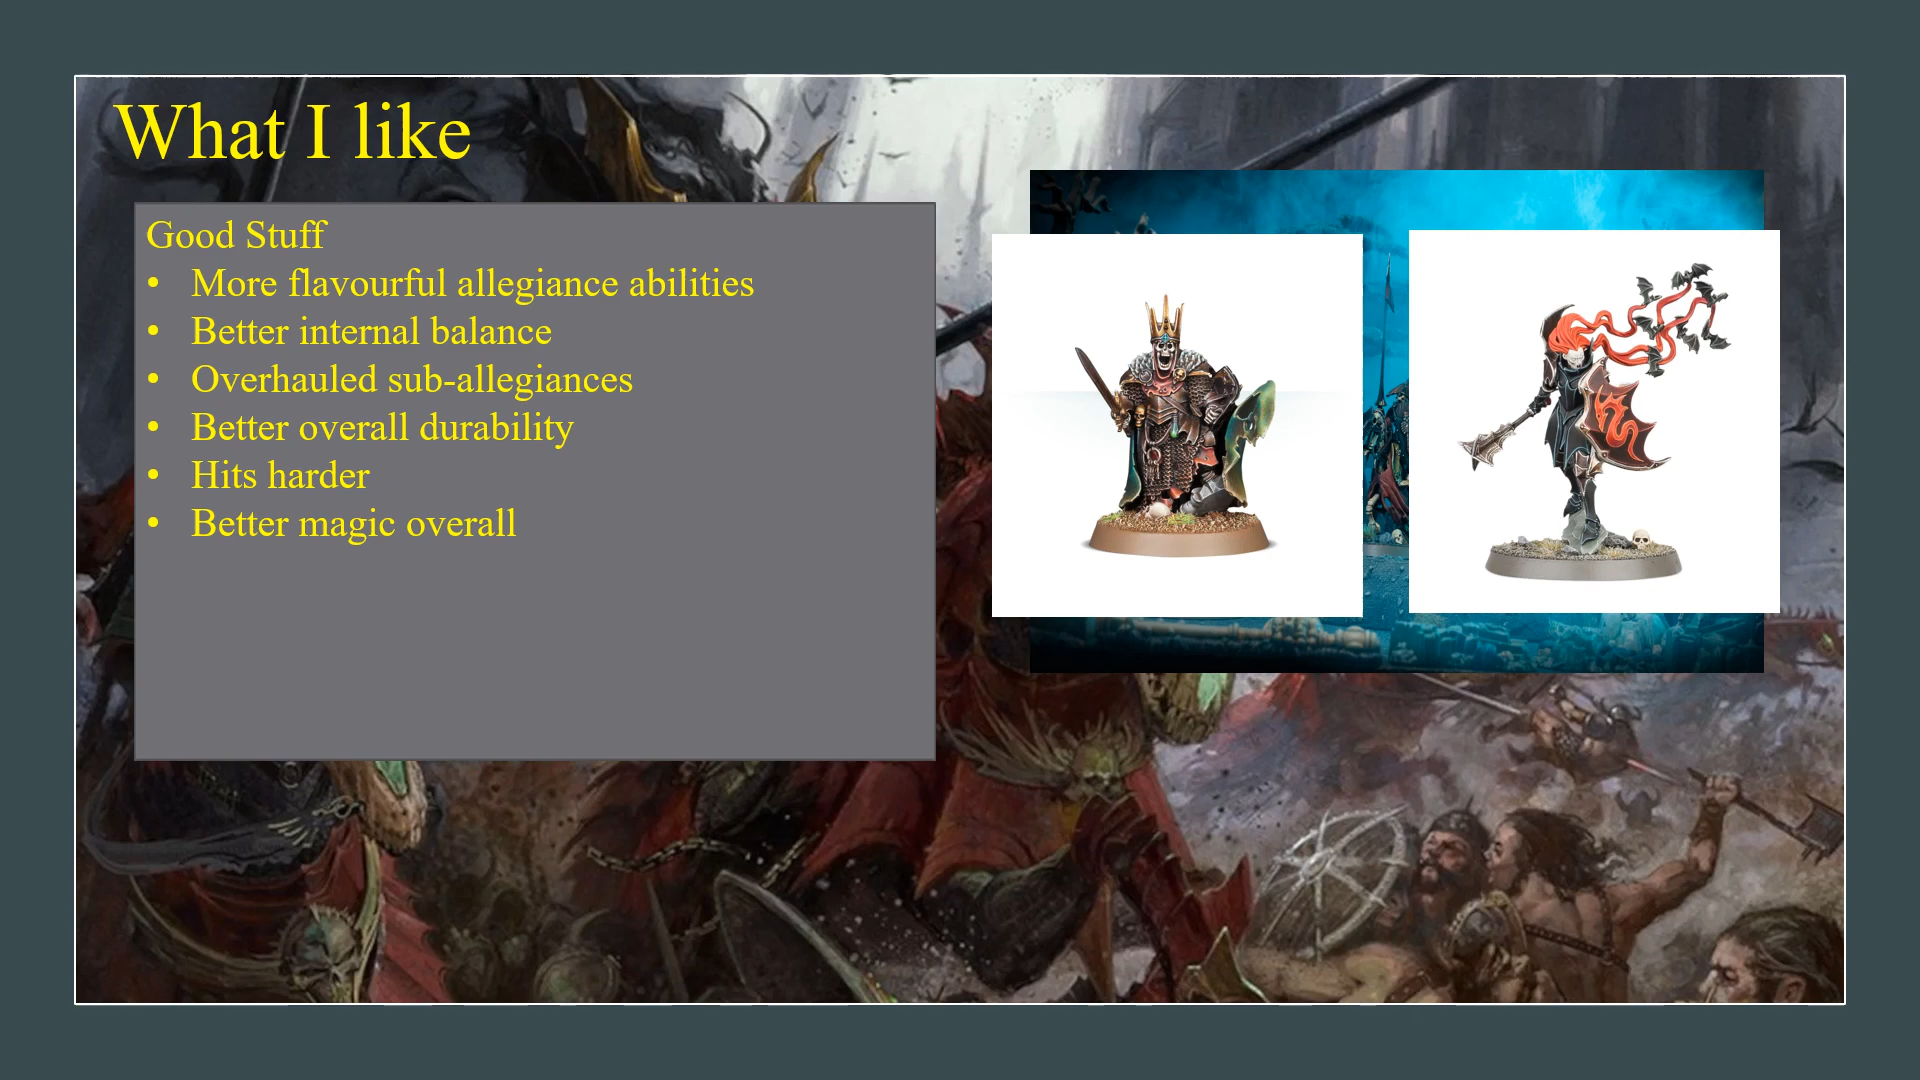 What I like
Good Stuff
• More flavourful allegiance abilities
• Better internal balance
• Overhauled sub-allegiances
• Better overall durability
• Hits harder
• Better magic overall